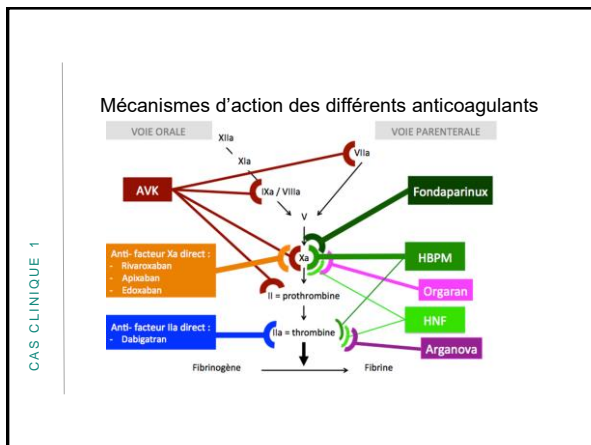 Mécanismes d'action des différents anticoagulants
VOIE ORALE
VOIE PARENTERALE
XIIa
XIa
VIIa
IXa / VIIIa
AVK
Fondaparinux
V
Anti- facteur Xa direct :
- Rivaroxaban
- Apixaban
- Edoxaban
Xa
HBPM
Orgaran
II = prothrombine
HNF
Anti- facteur IIa direct :
- Dabigatran
IIa = thrombine
Arganova
Fibrinogène
Fibrine
CAS CLINIQUE 1